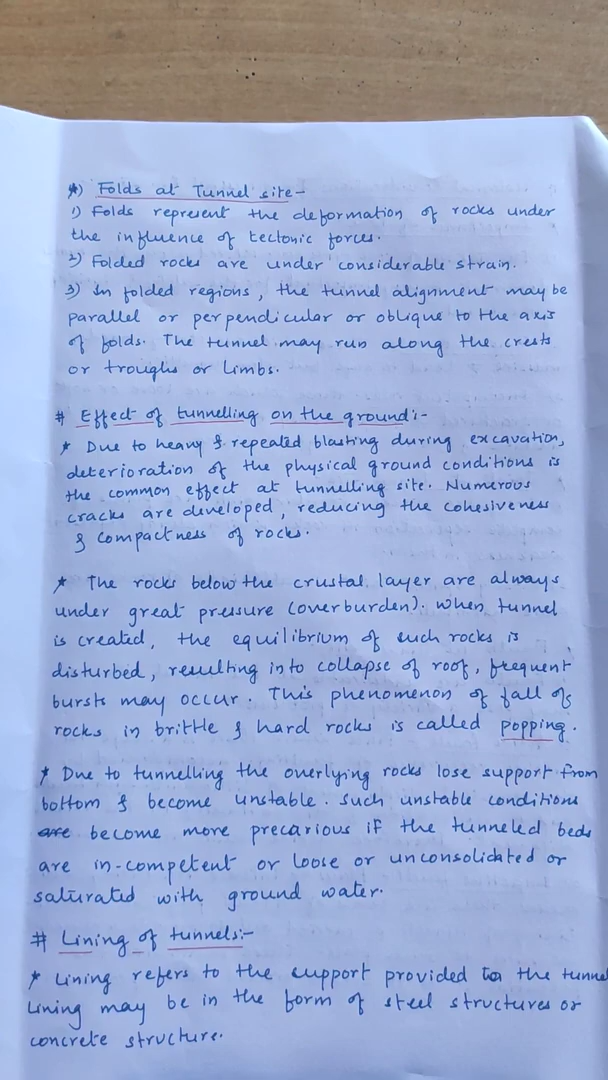 *) Folds at Tunnel site-
1) Folds represent the deformation of rocks under
the influence of tectonic forces.
2) Folded rocks are under considerable strain.
3) In folded regions, the tunnel alignment may be
parallel or perpendicular or oblique to the axis
of folds. The tunnel may run along the crests
or troughs or limbs.
# Effect of tunnelling on the ground:-
* Due to heavy & repeated blasting during excavation,
deterioration of the physical ground conditions is
the common effect at tunnelling site. Numerous
cracks are developed, reducing the cohesiveness
& compactness of rocks.
* The rocks below the crustal layer are always
under great pressure (overburden). When tunnel
is created, the equilibrium of such rocks is
disturbed, resulting into collapse of roof, frequent
bursts may occur. This phenomenon of fall of
rocks in brittle & hard rocks is called popping.
* Due to tunnelling the overlying rocks lose support from
bottom & become unstable. Such unstable conditions
are become more precarious if the tunneled beds
are in-competent or loose or unconsolidated or
saturated with ground water.
# Lining of tunnels:-
* Lining refers to the support provided to the tunnel
Lining may be in the form of steel structures or
concrete structure.